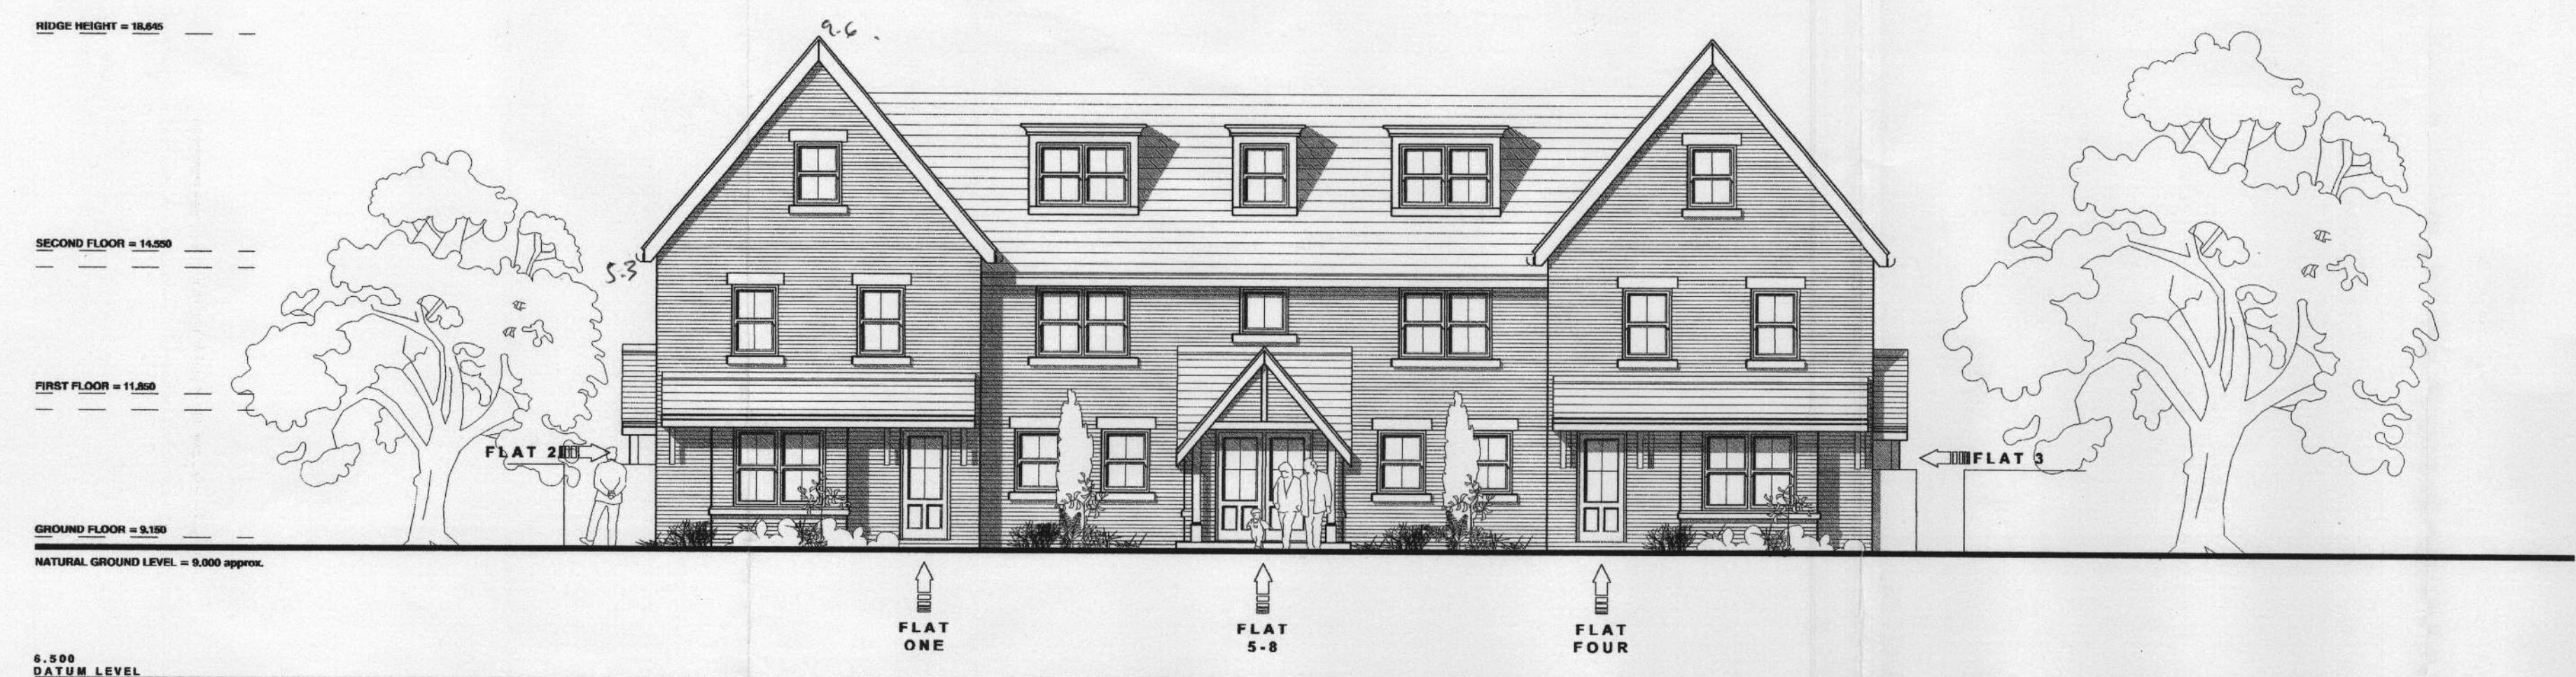 RIDGE HEIGHT = 18.645
9.6
SECOND FLOOR = 14.550
5.3
FIRST FLOOR = 11.850
FLAT 2
FLAT 3
GROUND FLOOR = 9.150
NATURAL GROUND LEVEL = 9.000 approx.
FLAT
ONE
FLAT
5-8
FLAT
FOUR
6.500
DATUM LEVEL